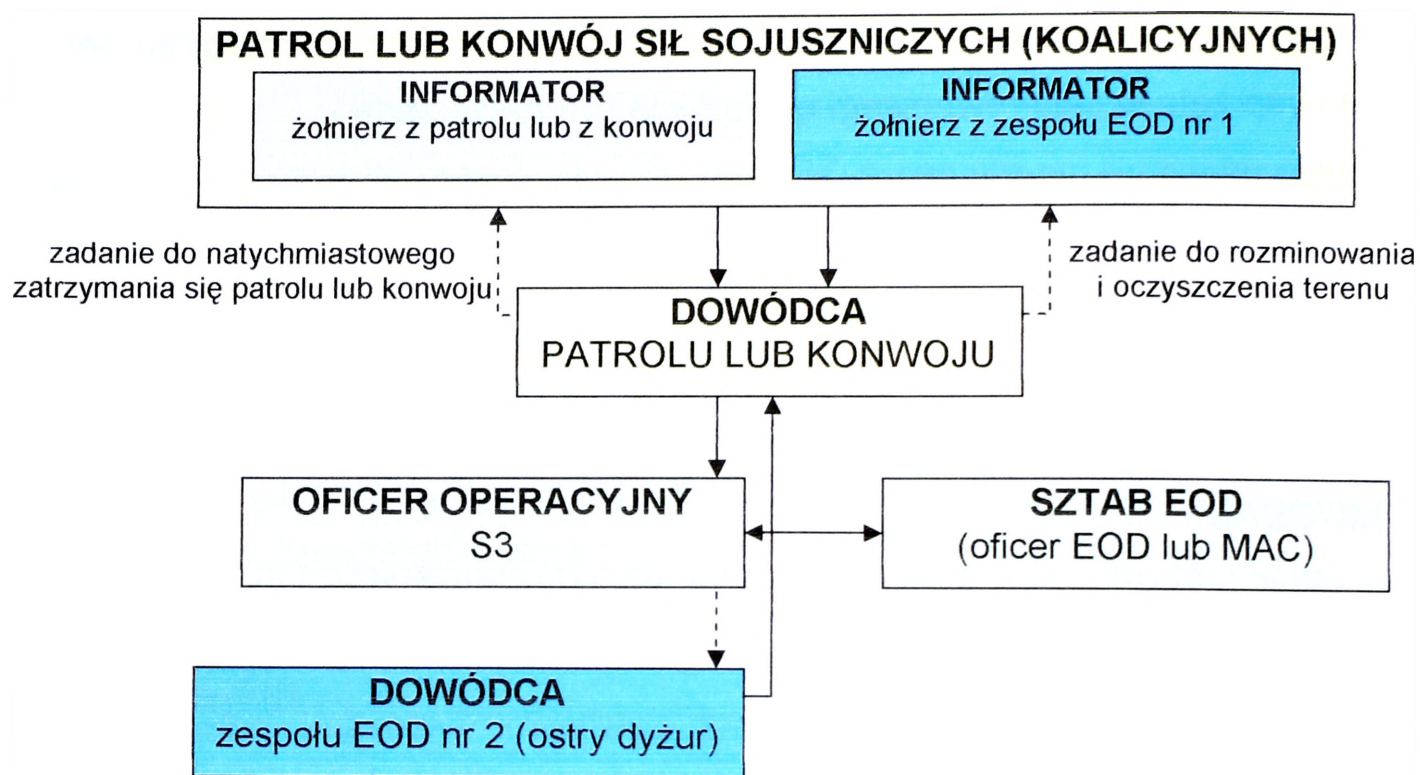 PATROL LUB KONWÓJ SIŁ SOJUSZNICZYCH (KOALICYJNYCH)
INFORMATOR
żołnierz z patrolu lub z konwoju
INFORMATOR
żołnierz z zespołu EOD nr 1
zadanie do natychmiastowego
zatrzymania się patrolu lub konwoju
zadanie do rozminowania
i oczyszczenia terenu
DOWÓDCA
PATROLU LUB KONWOJU
OFICER OPERACYJNY
S3
SZTAB EOD
(oficer EOD lub MAC)
DOWÓDCA
zespołu EOD nr 2 (ostry dyżur)